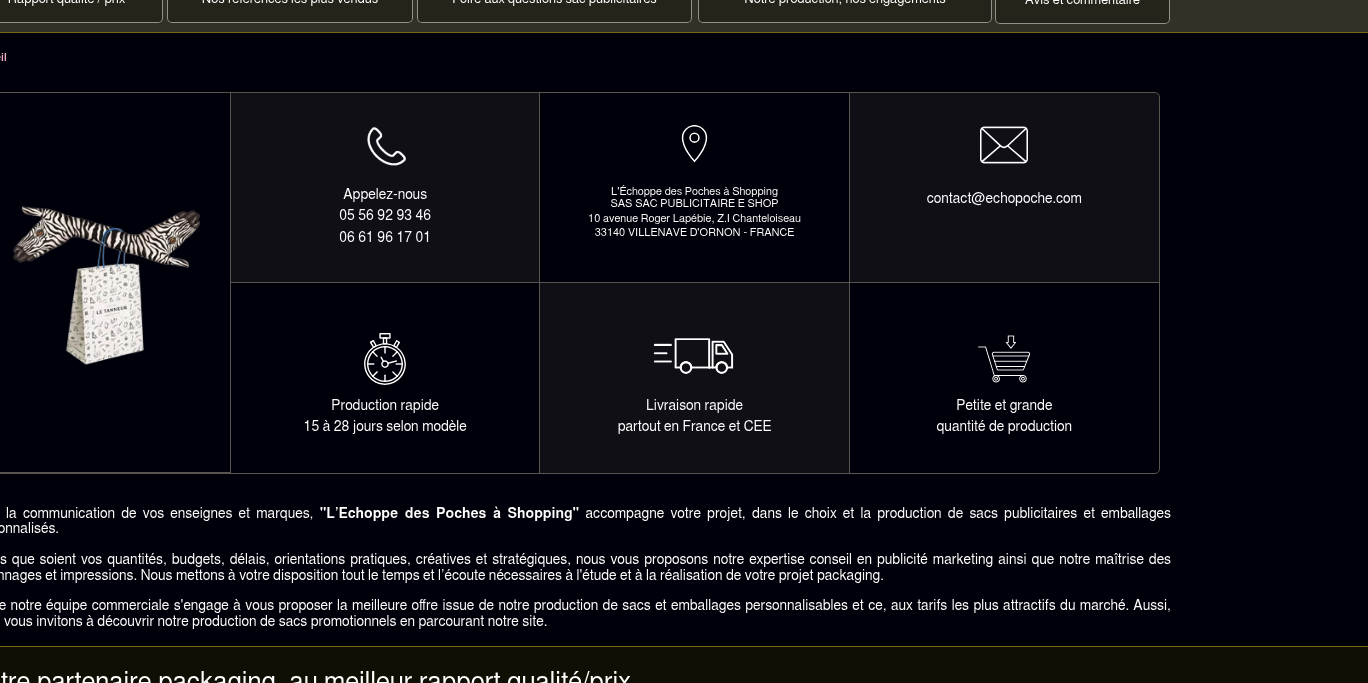 Rapport qualité / prix
Nos références les plus vendus
Foire aux questions sac publicitaires
Notre production, nos engagements
Avis et commentaire
eil
LE TANNEUR
Appelez-nous
05 56 92 93 46
06 61 96 17 01
L'Échoppe des Poches à Shopping
SAS SAC PUBLICITAIRE E SHOP
10 avenue Roger Lapébie, Z.I Chanteloiseau
33140 VILLENAVE D'ORNON - FRANCE
contact@echopoche.com
Production rapide
15 à 28 jours selon modèle
Livraison rapide
partout en France et CEE
Petite et grande
quantité de production
la communication de vos enseignes et marques, "L'Echoppe des Poches à Shopping" accompagne votre projet, dans le choix et la production de sacs publicitaires et emballages
onnalisés.
s que soient vos quantités, budgets, délais, orientations pratiques, créatives et stratégiques, nous vous proposons notre expertise conseil en publicité marketing ainsi que notre maîtrise des
nnages et impressions. Nous mettons à votre disposition tout le temps et l'écoute nécessaires à l'étude et à la réalisation de votre projet packaging.
e notre équipe commerciale s'engage à vous proposer la meilleure offre issue de notre production de sacs et emballages personnalisables et ce, aux tarifs les plus attractifs du marché. Aussi,
vous invitons à découvrir notre production de sacs promotionnels en parcourant notre site.
tre partenaire packaging, au meilleur rapport qualité/prix